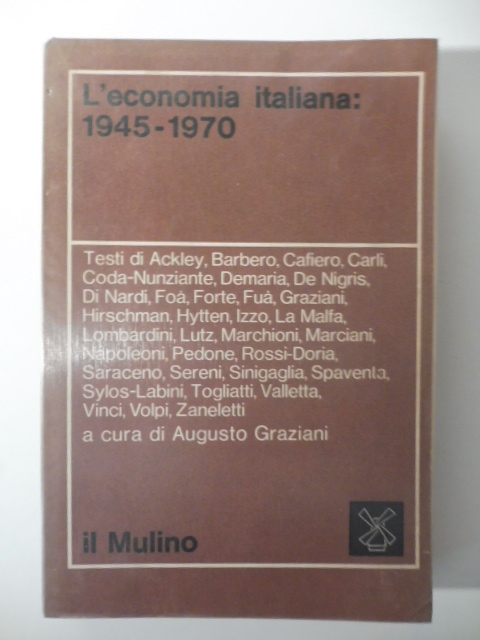 L'economia italiana:
1945-1970
Testi di Ackley, Barbero, Cafiero, Carli,
Coda-Nunziante, Demaria, De Nigris,
Di Nardi, Foá, Forte, Fuá, Graziani,
Hirschman, Hytten, Izzo, La Malfa,
Lombardini, Lutz, Marchioni, Marciani,
Napoleoni, Pedone, Rossi-Doria,
Saraceno, Sereni, Sinigaglia, Spaventa,
Sylos-Labini, Togliatti, Valletta,
Vinci, Volpi, Zaneletti
a cura di Augusto Graziani
il Mulino